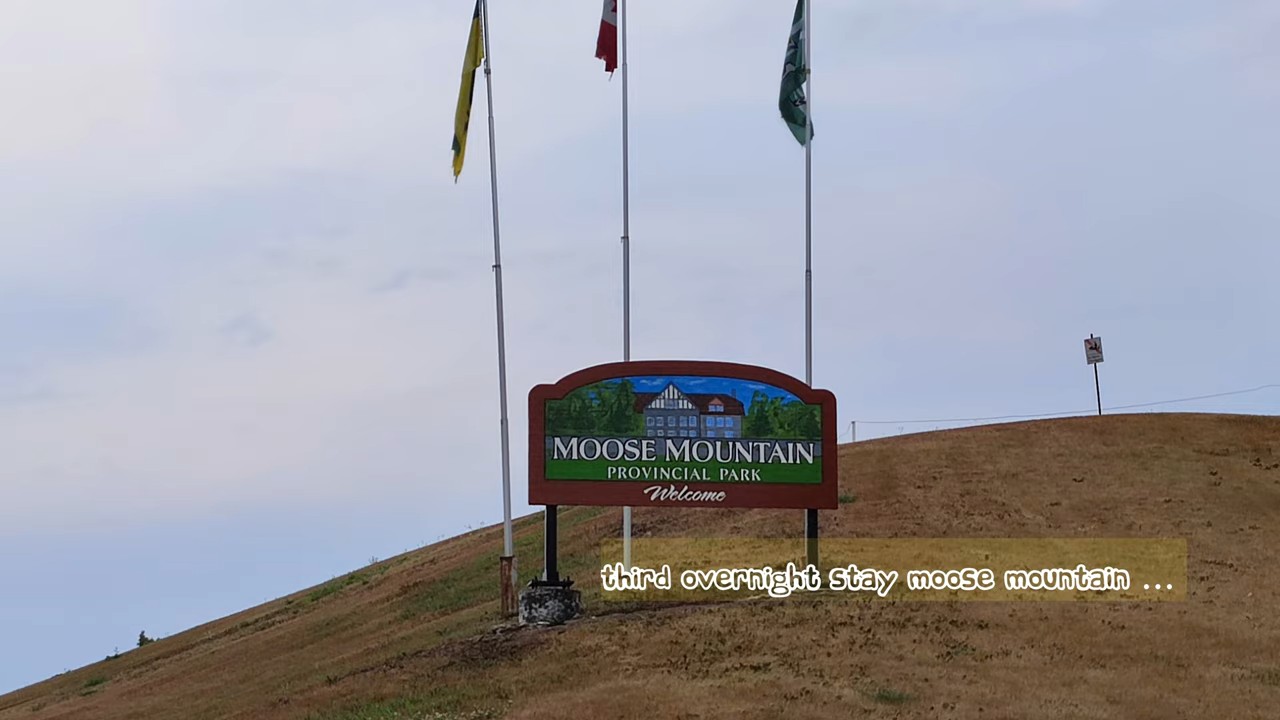 MOOSE MOUNTAIN
PROVINCIAL PARK
Welcome
third overnight stay moose mountain ...